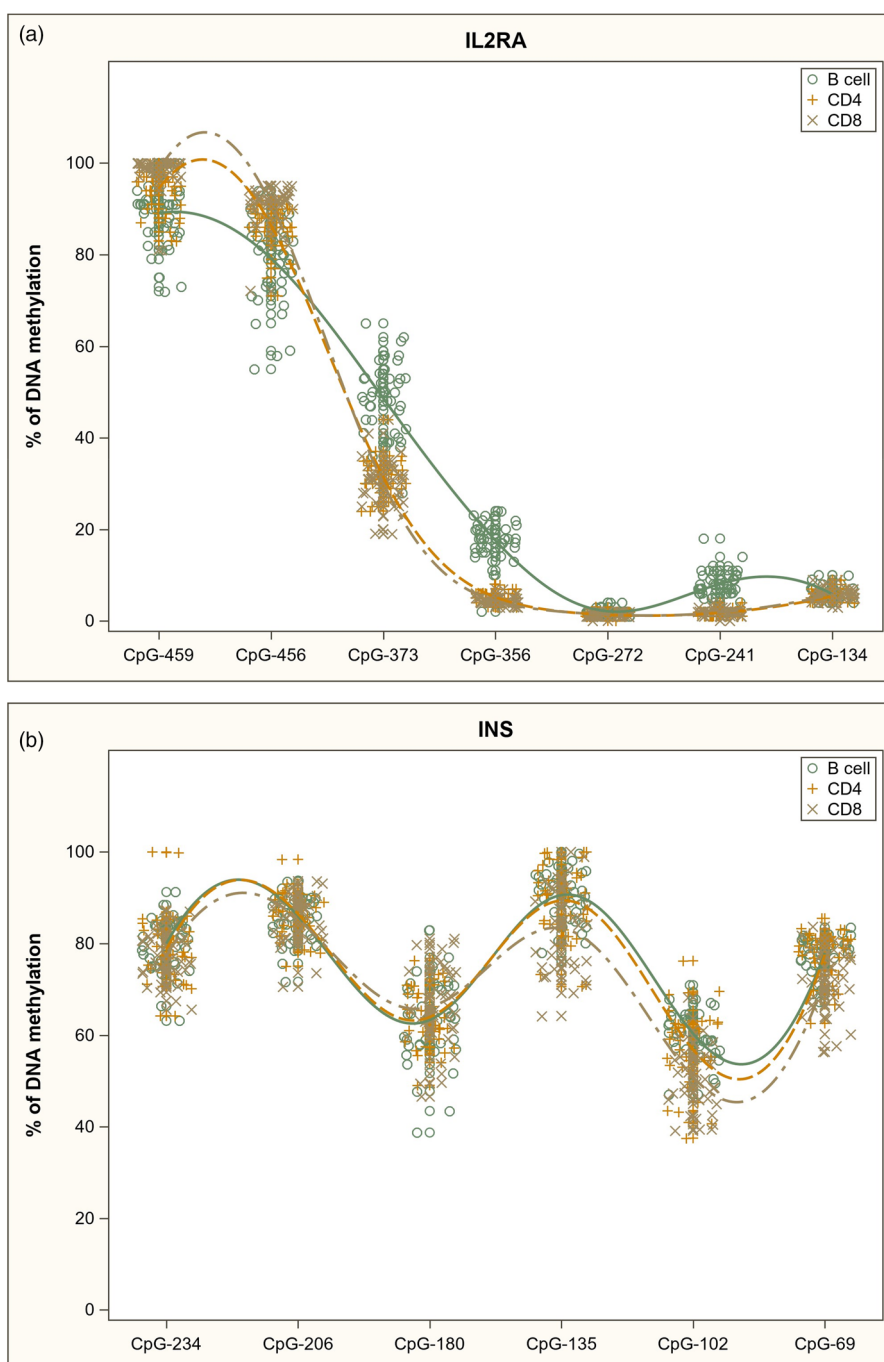 (a)
IL2RA
B cell
CD4
CD8
% of DNA methylation
100
80
60
40
20
0
CpG-459 CpG-456 CpG-373 CpG-356 CpG-272 CpG-241 CpG-134
(b)
INS
B cell
CD4
CD8
% of DNA methylation
100
80
60
40
20
0
CpG-234 CpG-206 CpG-180 CpG-135 CpG-102 CpG-69